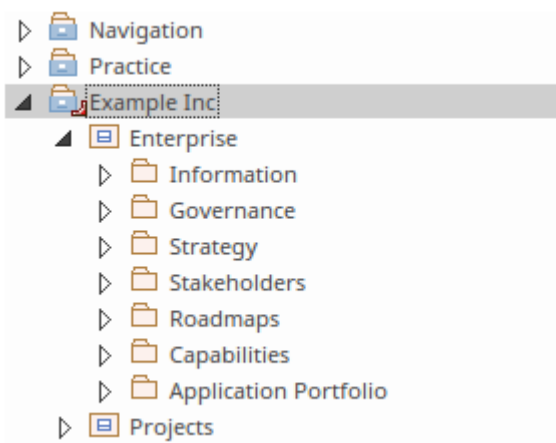 Navigation
Practice
Example Inc
Enterprise
Information
Governance
Strategy
Stakeholders
Roadmaps
Capabilities
Application Portfolio
Projects